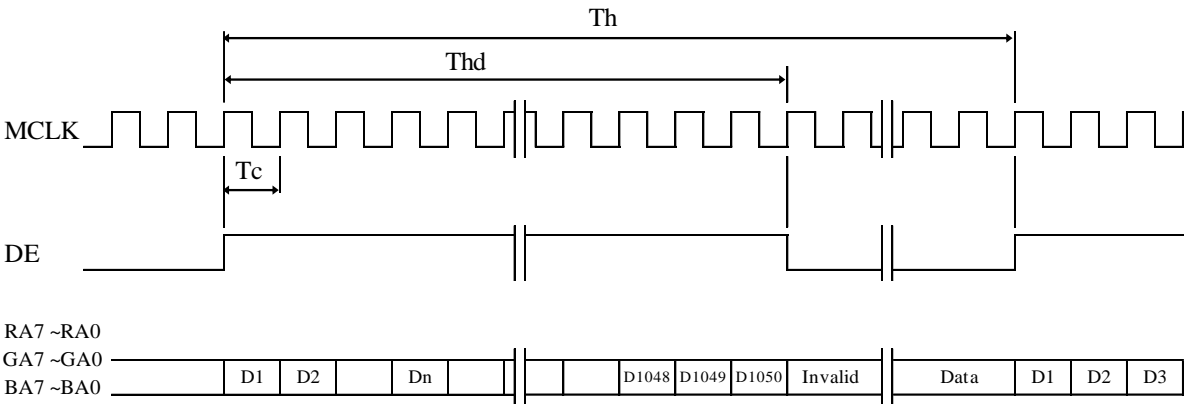 Th
Thd
MCLK
Tc
DE
RA7 ~RA0
GA7 ~GA0
BA7 ~BA0
D1 D2 Dn D1048 D1049 D1050 Invalid Data D1 D2 D3